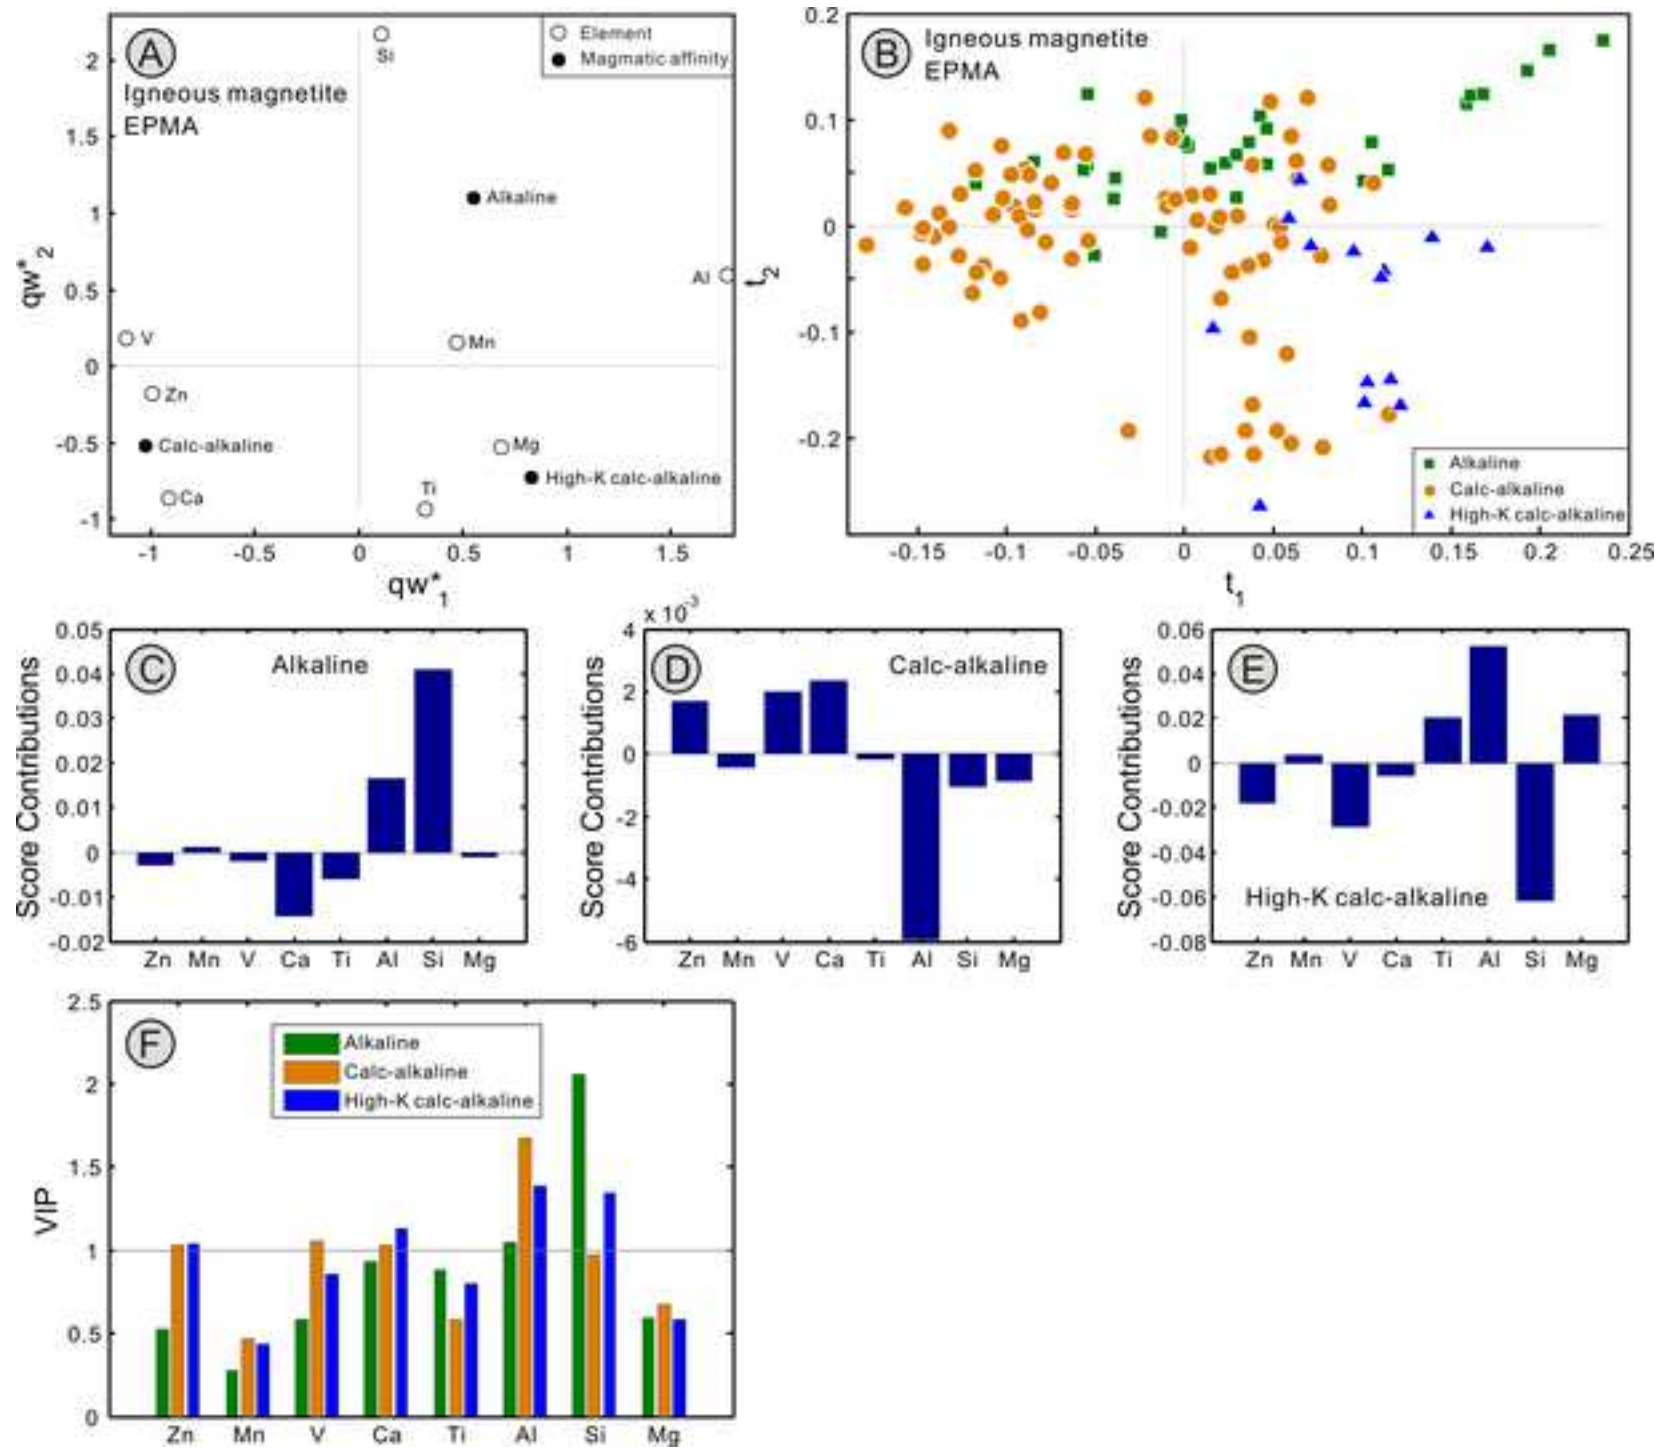 A
Igneous magnetite
EPMA
Element
Magmatic affinity
Si
Alkaline
Al
V
Mn
Zn
Calc-alkaline
Mg
High-K calc-alkaline
Ca
Ti
2
1.5
1
0.5
0
-0.5
-1
-1 -0.5 0 0.5 1 1.5
qw*2
qw*1
B
Igneous magnetite
EPMA
0.2
0.1
0
-0.1
-0.2
Alkaline
Calc-alkaline
High-K calc-alkaline
-0.15 -0.1 -0.05 0 0.05 0.1 0.15 0.2 0.25
t2
t1
C
Alkaline
Score Contributions
0.05
0.04
0.03
0.02
0.01
0
-0.01
-0.02
Zn Mn V Ca Ti Al Si Mg
x 10-3
D
Calc-alkaline
Score Contributions
4
2
0
-2
-4
-6
Zn Mn V Ca Ti Al Si Mg
E
High-K calc-alkaline
Score Contributions
0.06
0.04
0.02
0
-0.02
-0.04
-0.06
-0.08
Zn Mn V Ca Ti Al Si Mg
F
Alkaline
Calc-alkaline
High-K calc-alkaline
VIP
2.5
2
1.5
1
0.5
0
Zn Mn V Ca Ti Al Si Mg